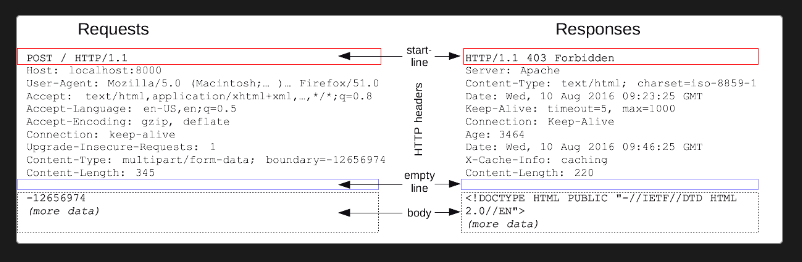 Requests
POST / HTTP/1.1
Host: localhost:8000
User-Agent: Mozilla/5.0 (Macintosh;… )… Firefox/51.0
Accept: text/html,application/xhtml+xml,…,*/*;q=0.8
Accept-Language: en-US,en;q=0.5
Accept-Encoding: gzip, deflate
Connection: keep-alive
Upgrade-Insecure-Requests: 1
Content-Type: multipart/form-data; boundary=-12656974
Content-Length: 345
-12656974
(more data)
start-
line
HTTP headers
empty
line
body
Responses
HTTP/1.1 403 Forbidden
Server: Apache
Content-Type: text/html; charset=iso-8859-1
Date: Wed, 10 Aug 2016 09:23:25 GMT
Keep-Alive: timeout=5, max=1000
Connection: Keep-Alive
Age: 3464
Date: Wed, 10 Aug 2016 09:46:25 GMT
X-Cache-Info: caching
Content-Length: 220
<!DOCTYPE HTML PUBLIC "-//IETF//DTD HTML
2.0//EN">
(more data)